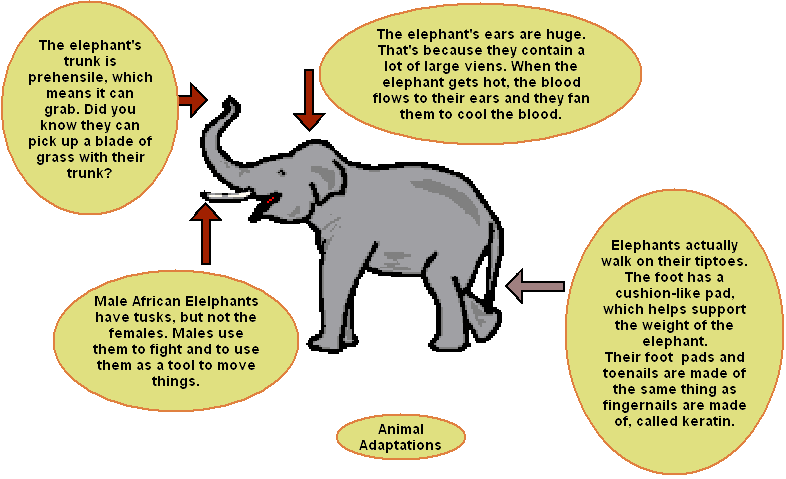 The elephant's
trunk is
prehensile, which
means it can
grab. Did you
know they can
pick up a blade of
grass with their
trunk?
The elephant's ears are huge.
That's because they contain a
lot of large viens. When the
elephant gets hot, the blood
flows to their ears and they fan
them to cool the blood.
Elephants actually
walk on their tiptoes.
The foot has a
cushion-like pad,
which helps support
the weight of the
elephant.
Their foot  pads and
toenails are made of
the same thing as
fingernails are made
of, called keratin.
Male African Elelphants
have tusks, but not the
females. Males use
them to fight and to use
them as a tool to move
things.
Animal
Adaptations